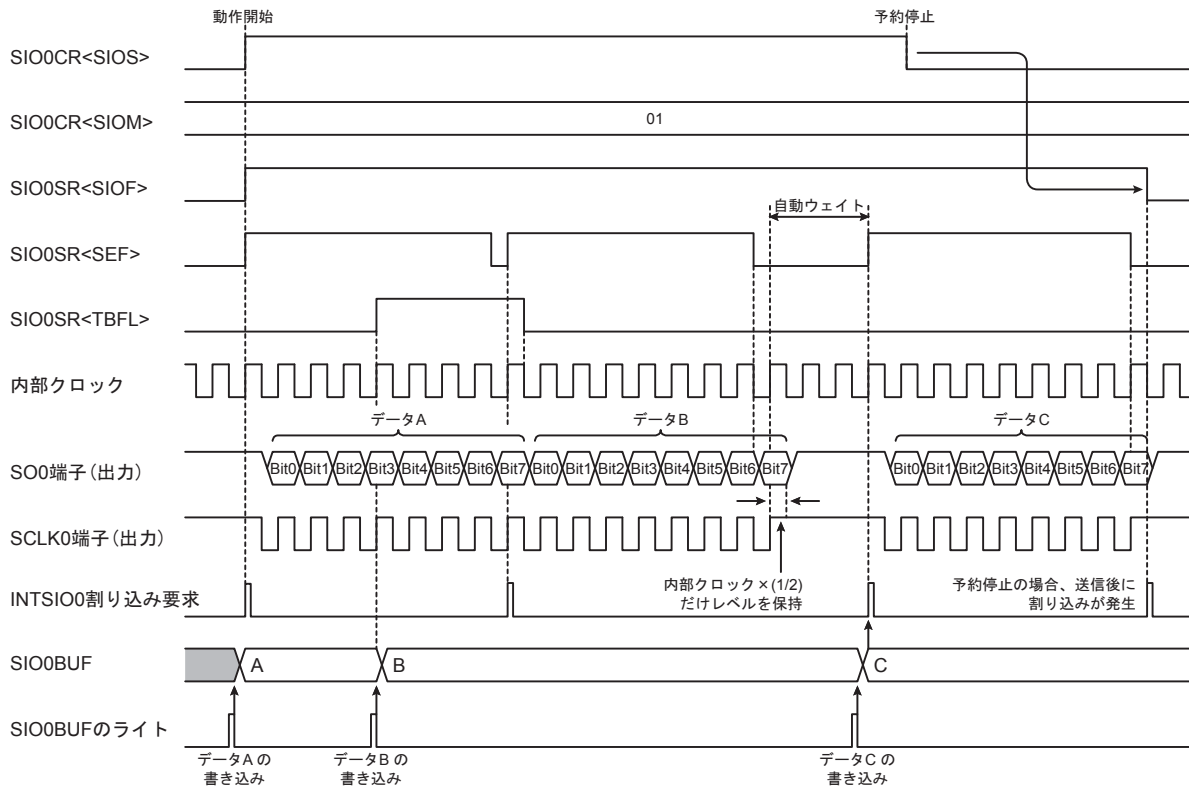 動作開始
予約停止
SIO0CR<SIOS>
SIO0CR<SIOM>
01
SIO0SR<SIOF>
自動ウェイト
SIO0SR<SEF>
SIO0SR<TBFL>
内部クロック
データA
データB
データC
SO0端子(出力)
Bit0 Bit1 Bit2 Bit3 Bit4 Bit5 Bit6 Bit7 Bit0 Bit1 Bit2 Bit3 Bit4 Bit5 Bit6 Bit7 Bit0 Bit1 Bit2 Bit3 Bit4 Bit5 Bit6 Bit7
SCLK0端子(出力)
内部クロック×(1/2)
だけレベルを保持
予約停止の場合、送信後に
割り込みが発生
INTSIO0割り込み要求
SIO0BUF
A
B
C
SIO0BUFのライト
データA の
書き込み
データB の
書き込み
データC の
書き込み